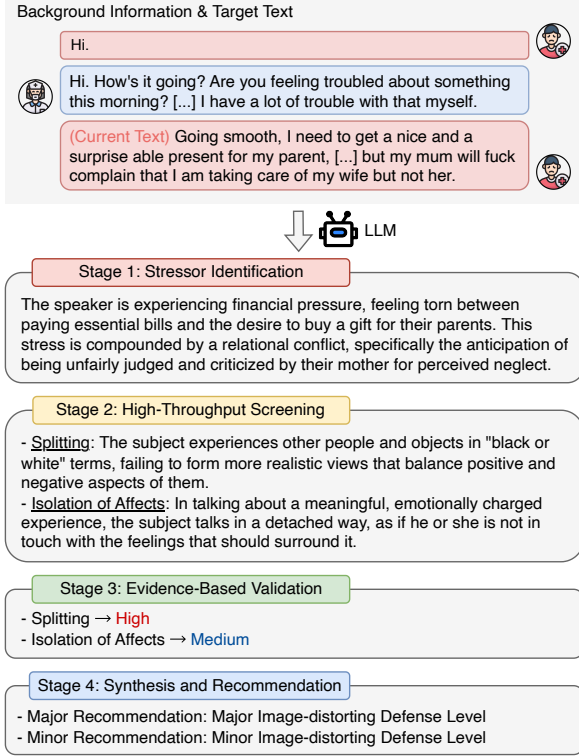 Background Information & Target Text
Hi.
Hi. How's it going? Are you feeling troubled about something
this morning? [...] I have a lot of trouble with that myself.
(Current Text) Going smooth, I need to get a nice and a
surprise able present for my parent, [...] but my mum will fuck
complain that I am taking care of my wife but not her.
LLM
Stage 1: Stressor Identification
The speaker is experiencing financial pressure, feeling torn between
paying essential bills and the desire to buy a gift for their parents. This
stress is compounded by a relational conflict, specifically the anticipation of
being unfairly judged and criticized by their mother for perceived neglect.
Stage 2: High-Throughput Screening
- Splitting: The subject experiences other people and objects in "black or
white" terms, failing to form more realistic views that balance positive and
negative aspects of them.
- Isolation of Affects: In talking about a meaningful, emotionally charged
experience, the subject talks in a detached way, as if he or she is not in
touch with the feelings that should surround it.
Stage 3: Evidence-Based Validation
- Splitting → High
- Isolation of Affects → Medium
Stage 4: Synthesis and Recommendation
- Major Recommendation: Major Image-distorting Defense Level
- Minor Recommendation: Minor Image-distorting Defense Level